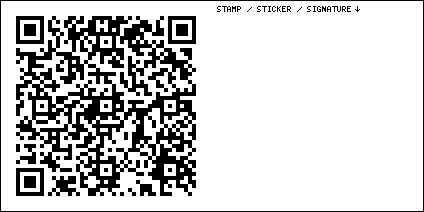 STAMP / STICKER / SIGNATURE ↓